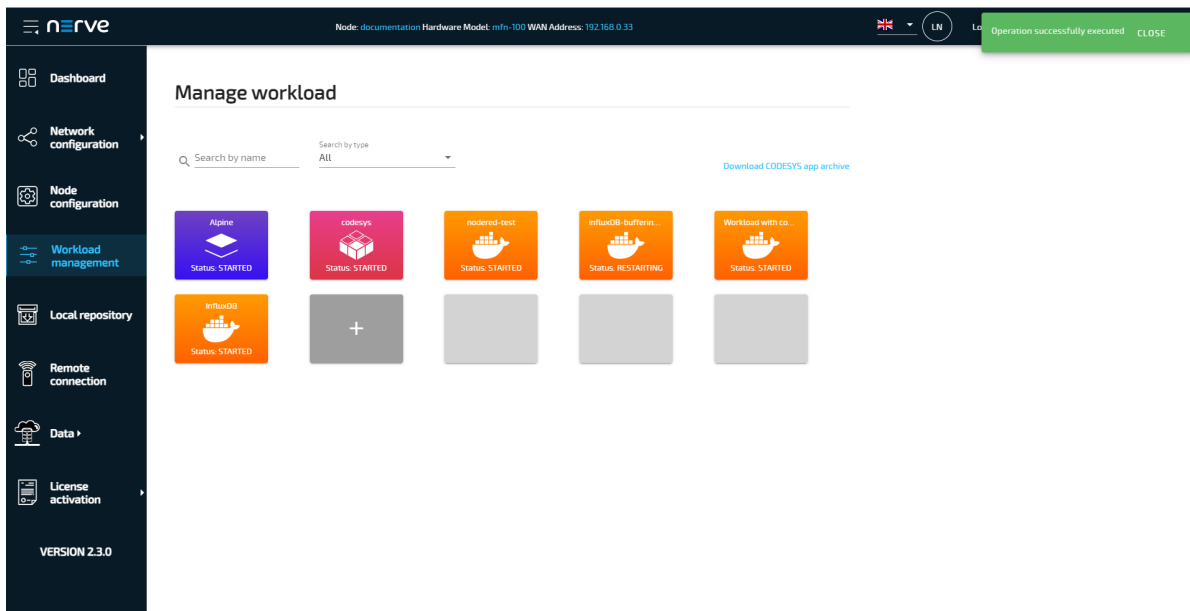 nerve
Node: documentation Hardware Model: mfn-100 WAN Address: 192.168.0.33
LN
Operation successfully executed CLOSE
Dashboard
Network
configuration
Node
configuration
Workload
management
Local repository
Remote
connection
Data
License
activation
VERSION 2.3.0
Manage workload
Search by name
Search by type
All
Download CODESYS app archive
Alpine
Status: STARTED
codesys
Status: STARTED
nodered-test
Status: STARTED
InfluxDB-bufferin...
Status: RESTARTING
Workload with co...
Status: STARTED
InfluxDB
Status: STARTED
+